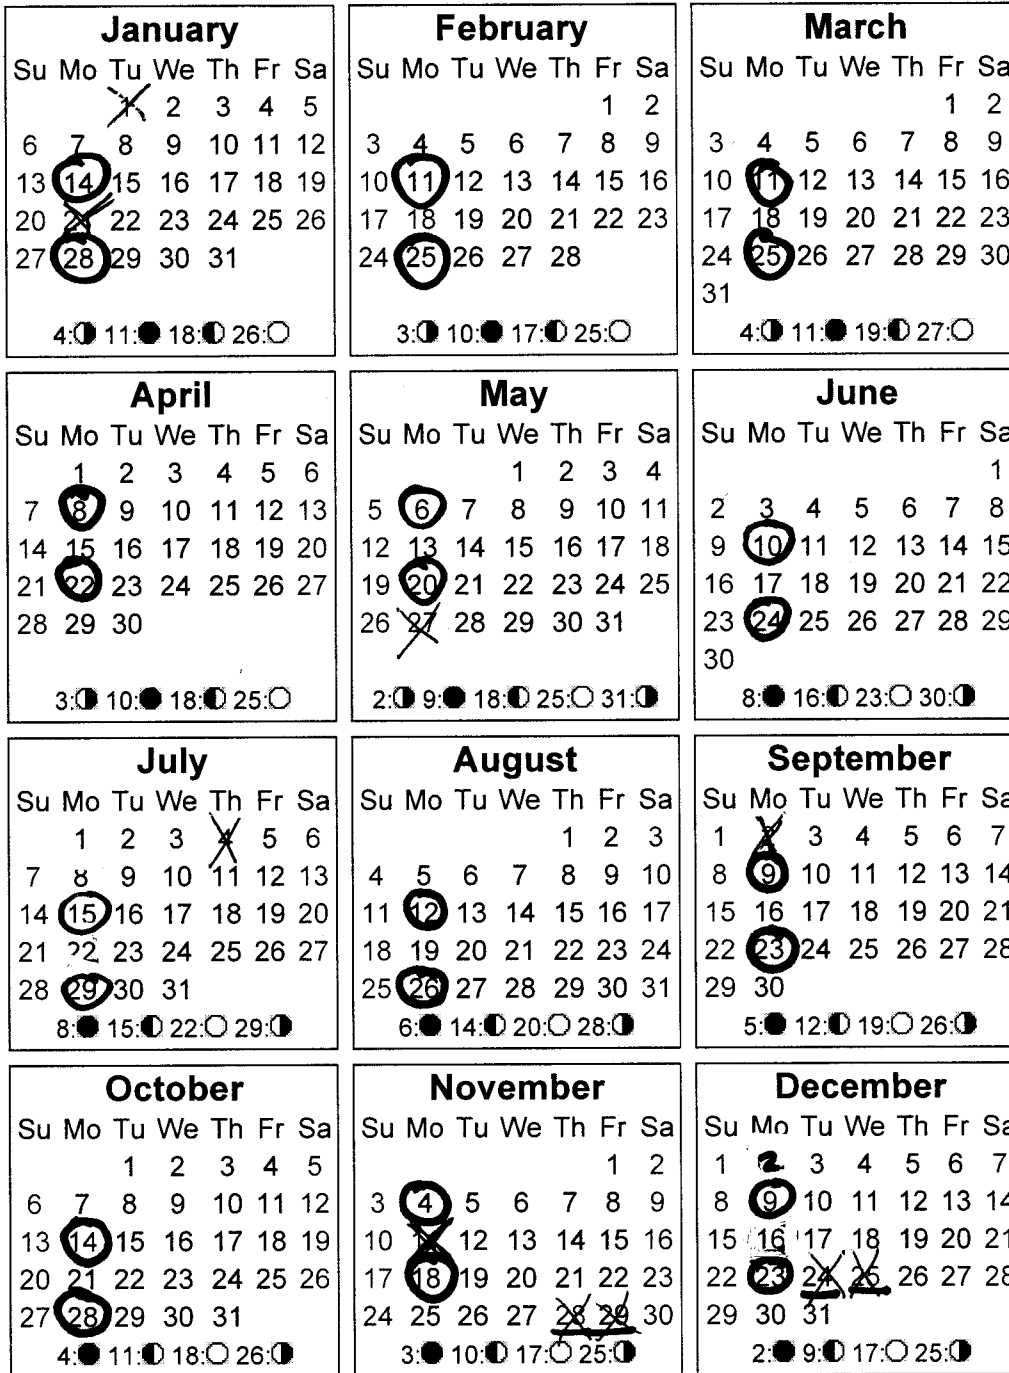 January
Su Mo Tu We Th Fr Sa
1 2 3 4 5
6 7 8 9 10 11 12
13 14 15 16 17 18 19
20 21 22 23 24 25 26
27 28 29 30 31
4: 11: 18: 26:
February
Su Mo Tu We Th Fr Sa
1 2
3 4 5 6 7 8 9
10 11 12 13 14 15 16
17 18 19 20 21 22 23
24 25 26 27 28
3: 10: 17: 25:
March
Su Mo Tu We Th Fr Sa
1 2
3 4 5 6 7 8 9
10 11 12 13 14 15 16
17 18 19 20 21 22 23
24 25 26 27 28 29 30
31
4: 11: 19: 27:
April
Su Mo Tu We Th Fr Sa
1 2 3 4 5 6
7 8 9 10 11 12 13
14 15 16 17 18 19 20
21 22 23 24 25 26 27
28 29 30
3: 10: 18: 25:
May
Su Mo Tu We Th Fr Sa
1 2 3 4
5 6 7 8 9 10 11
12 13 14 15 16 17 18
19 20 21 22 23 24 25
26 27 28 29 30 31
2: 9: 18: 25: 31:
June
Su Mo Tu We Th Fr Sa
1
2 3 4 5 6 7 8
9 10 11 12 13 14 15
16 17 18 19 20 21 22
23 24 25 26 27 28 29
30
8: 16: 23: 30:
July
Su Mo Tu We Th Fr Sa
1 2 3 4 5 6
7 8 9 10 11 12 13
14 15 16 17 18 19 20
21 22 23 24 25 26 27
28 29 30 31
8: 15: 22: 29:
August
Su Mo Tu We Th Fr Sa
1 2 3
4 5 6 7 8 9 10
11 12 13 14 15 16 17
18 19 20 21 22 23 24
25 26 27 28 29 30 31
6: 14: 20: 28:
September
Su Mo Tu We Th Fr Sa
1 2 3 4 5 6 7
8 9 10 11 12 13 14
15 16 17 18 19 20 21
22 23 24 25 26 27 28
29 30
5: 12: 19: 26:
October
Su Mo Tu We Th Fr Sa
1 2 3 4 5
6 7 8 9 10 11 12
13 14 15 16 17 18 19
20 21 22 23 24 25 26
27 28 29 30 31
4: 11: 18: 26:
November
Su Mo Tu We Th Fr Sa
1 2
3 4 5 6 7 8 9
10 12 13 14 15 16
17 18 19 20 21 22 23
24 25 26 27 28 29 30
3: 10: 17: 25:
December
Su Mo Tu We Th Fr Sa
1 2 3 4 5 6 7
8 9 10 11 12 13 14
15 16 17 18 19 20 21
22 23 24 25 26 27 28
29 30 31
2: 9: 17: 25: